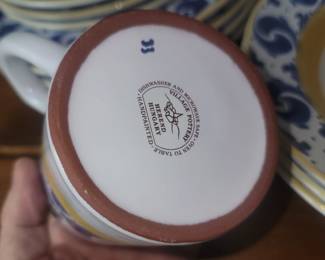 DISHWASHER AND MICROWAVE SAFE · OVEN TO TABLE
· HANDPAINTED ·
VILLAGE POTTERY
HEREND
HUNGARY